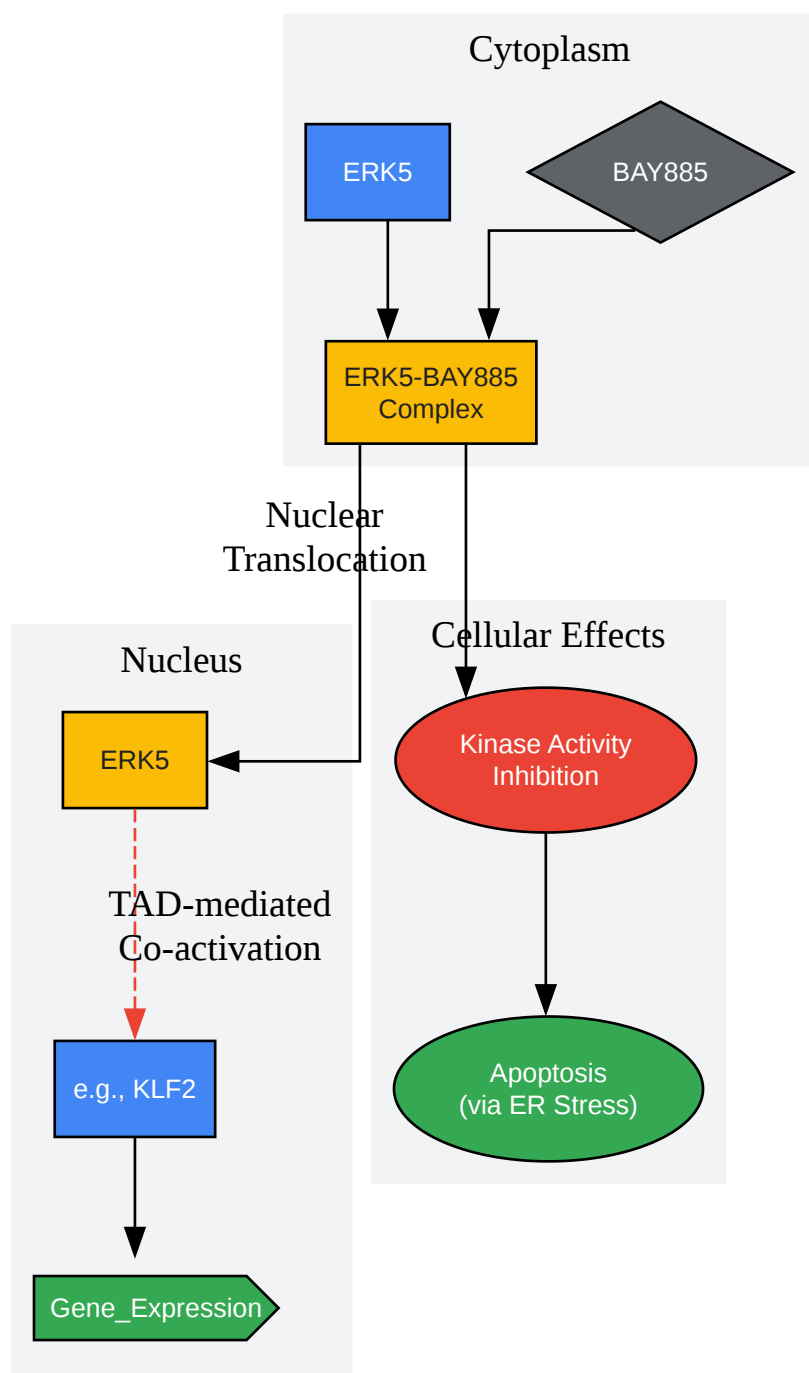 Cytoplasm
ERK5
BAY885
ERK5-BAY885
Complex
Nuclear
Translocation
Cellular Effects
Nucleus
ERK5
Kinase Activity
Inhibition
TAD-mediated
Co-activation
e.g., KLF2
Apoptosis
(via ER Stress)
Gene_Expression